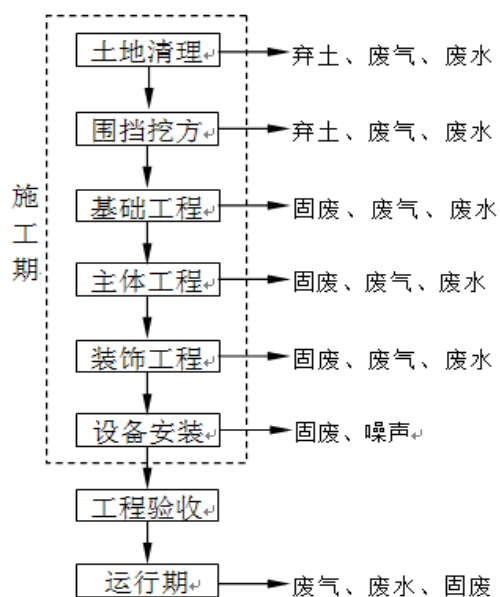 土地清理 弃土、废气、废水
围挡挖方 弃土、废气、废水
施工期
基础工程 固废、废气、废水
主体工程 固废、废气、废水
装饰工程 固废、废气、废水
设备安装 固废、噪声
工程验收
运行期 废气、废水、固废